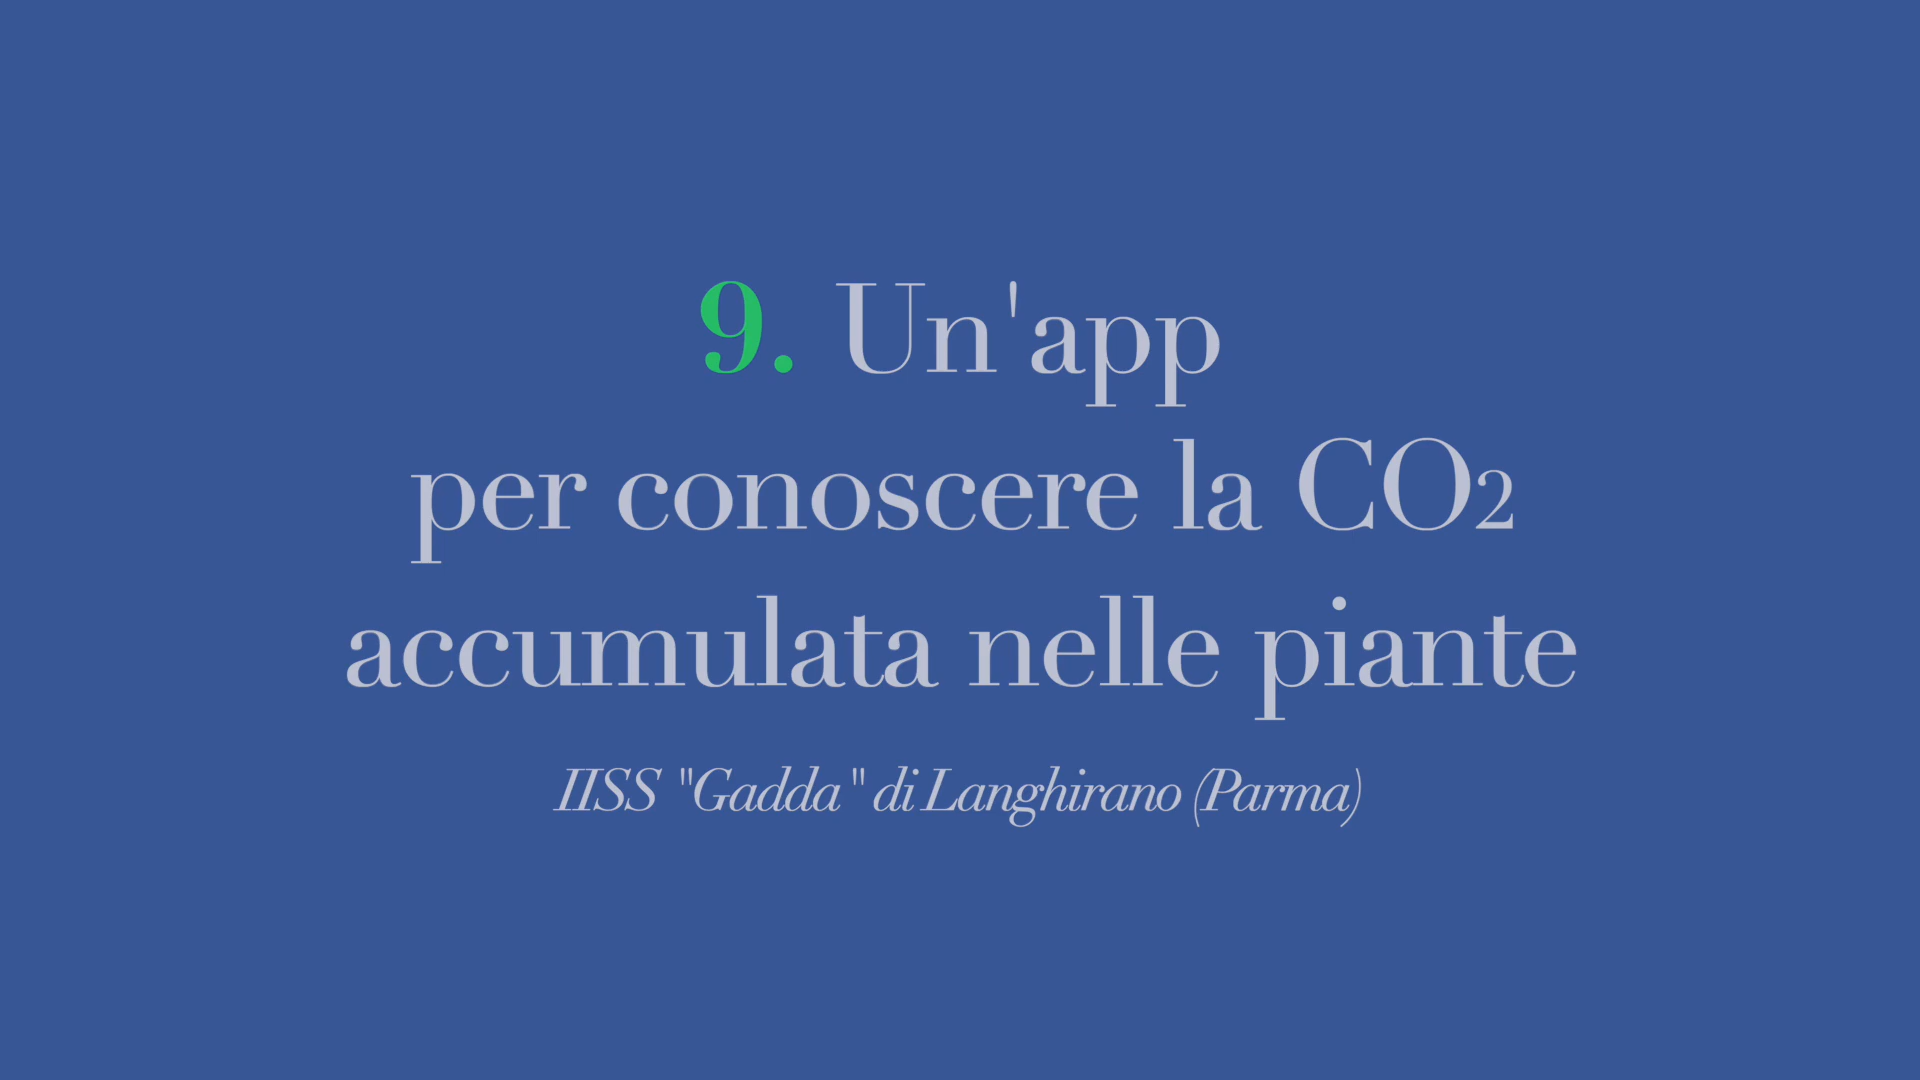 9. Un'app
per conoscere la CO2
accumulata nelle piante
IISS "Gadda" di Langhirano (Parma)